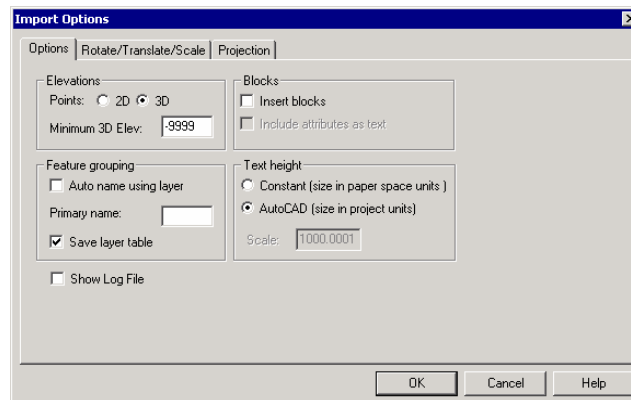 Import Options
Options Rotate/Translate/Scale Projection
Elevations
Points: 2D 3D
Minimum 3D Elev: -9999
Blocks
Insert blocks
Include attributes as text
Feature grouping
Auto name using layer
Primary name:
Save layer table
Text height
Constant (size in paper space units )
AutoCAD (size in project units)
Scale: 1000.0001
Show Log File
OK Cancel Help